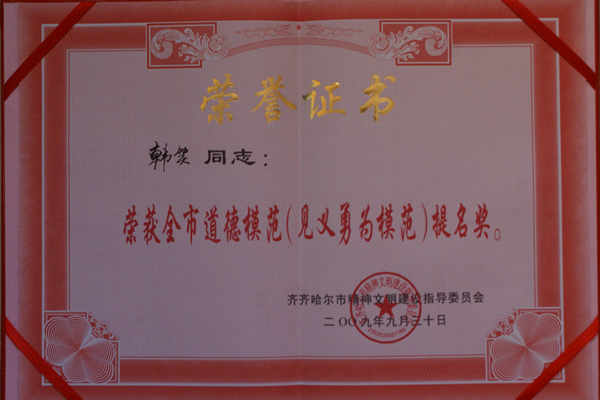 荣誉证书
韩笑 同志：
荣获全市道德模范（见义勇为模范）提名奖。
齐齐哈尔市精神文明建设指导委员会
二〇〇九年九月三十日